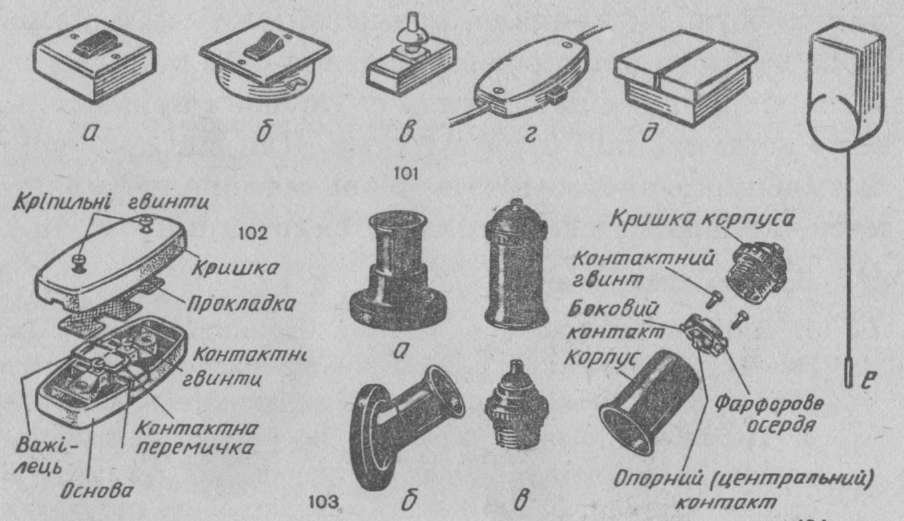 а
б
в
г
д
е
101
Кріпильні гвинти
102
Кришка
Прокладка
Контактні
гвинти
Контактна
перемичка
Важі-
лець
Основа
а
б
в
103
Кришка корпуса
Контактний
гвинт
Боковий
контакт
Корпус
Фарфорове
осердя
Опорний (центральний)
контакт